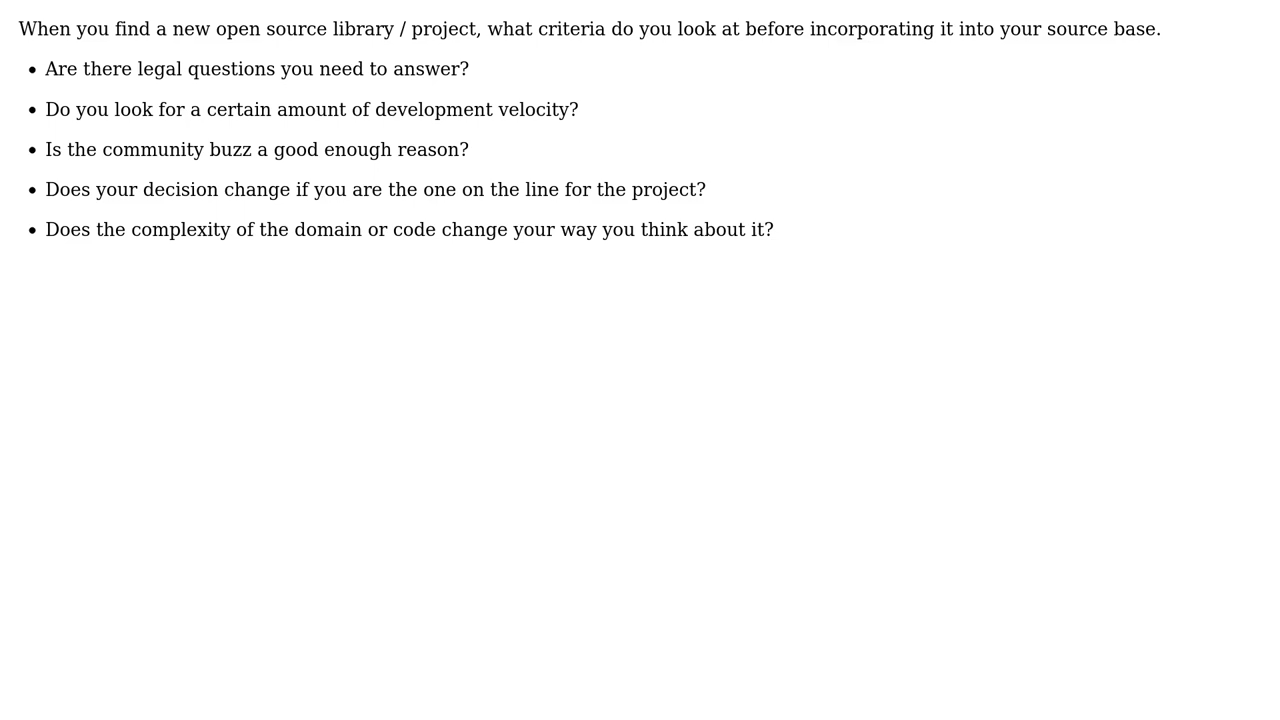 When you find a new open source library / project, what criteria do you look at before incorporating it into your source base.
• Are there legal questions you need to answer?
• Do you look for a certain amount of development velocity?
• Is the community buzz a good enough reason?
• Does your decision change if you are the one on the line for the project?
• Does the complexity of the domain or code change your way you think about it?